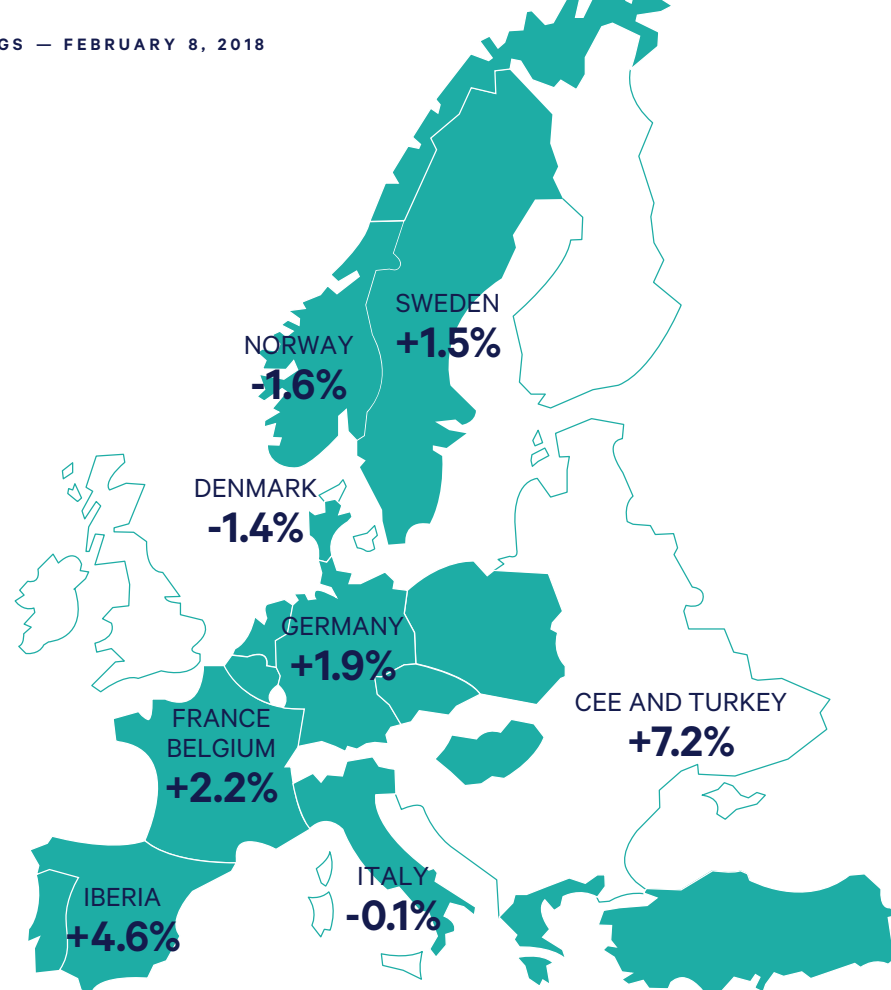 GS — FEBRUARY 8, 2018
SWEDEN
+1.5%
NORWAY
-1.6%
DENMARK
-1.4%
GERMANY
+1.9%
CEE AND TURKEY
+7.2%
FRANCE
BELGIUM
+2.2%
ITALY
-0.1%
IBERIA
+4.6%